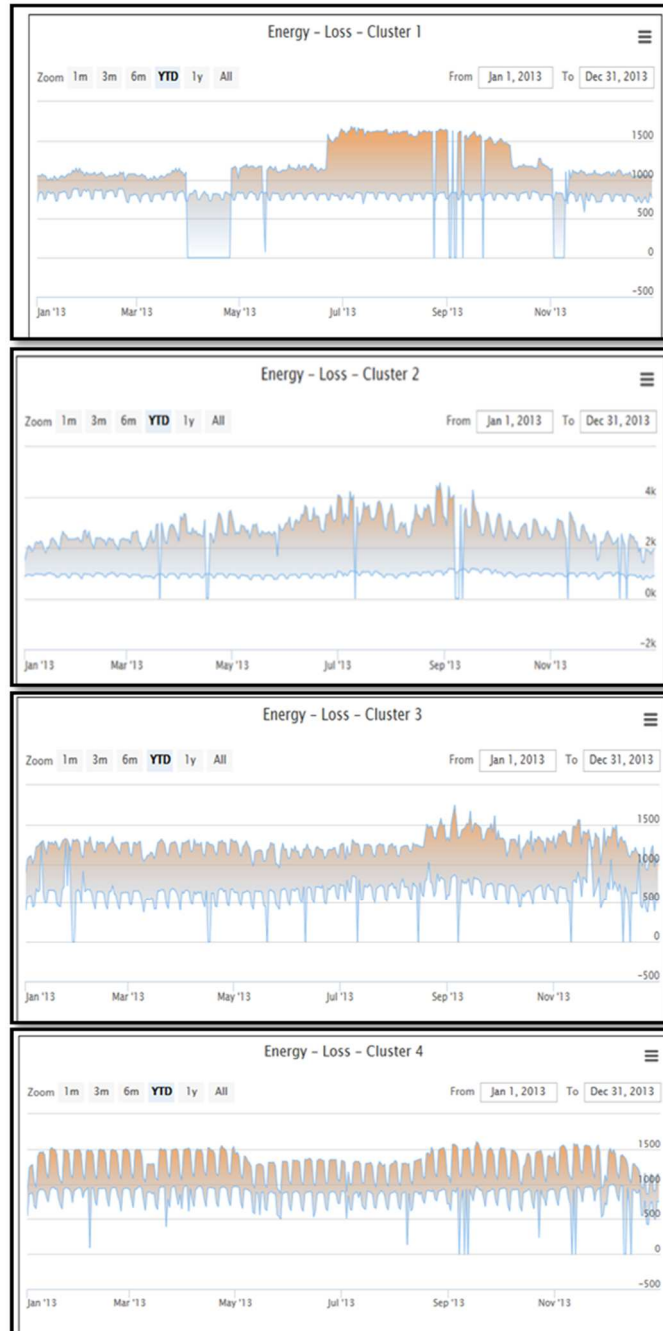 Energy – Loss – Cluster 1
Zoom 1m 3m 6m YTD 1y All From Jan 1, 2013 To Dec 31, 2013
1500
1000
500
0
−500
Jan '13 Mar '13 May '13 Jul '13 Sep '13 Nov '13
Energy – Loss – Cluster 2
Zoom 1m 3m 6m YTD 1y All From Jan 1, 2013 To Dec 31, 2013
4k
2k
0k
−2k
Jan '13 Mar '13 May '13 Jul '13 Sep '13 Nov '13
Energy – Loss – Cluster 3
Zoom 1m 3m 6m YTD 1y All From Jan 1, 2013 To Dec 31, 2013
1500
1000
500
0
−500
Jan '13 Mar '13 May '13 Jul '13 Sep '13 Nov '13
Energy – Loss – Cluster 4
Zoom 1m 3m 6m YTD 1y All From Jan 1, 2013 To Dec 31, 2013
1500
1000
500
0
−500
Jan '13 Mar '13 May '13 Jul '13 Sep '13 Nov '13